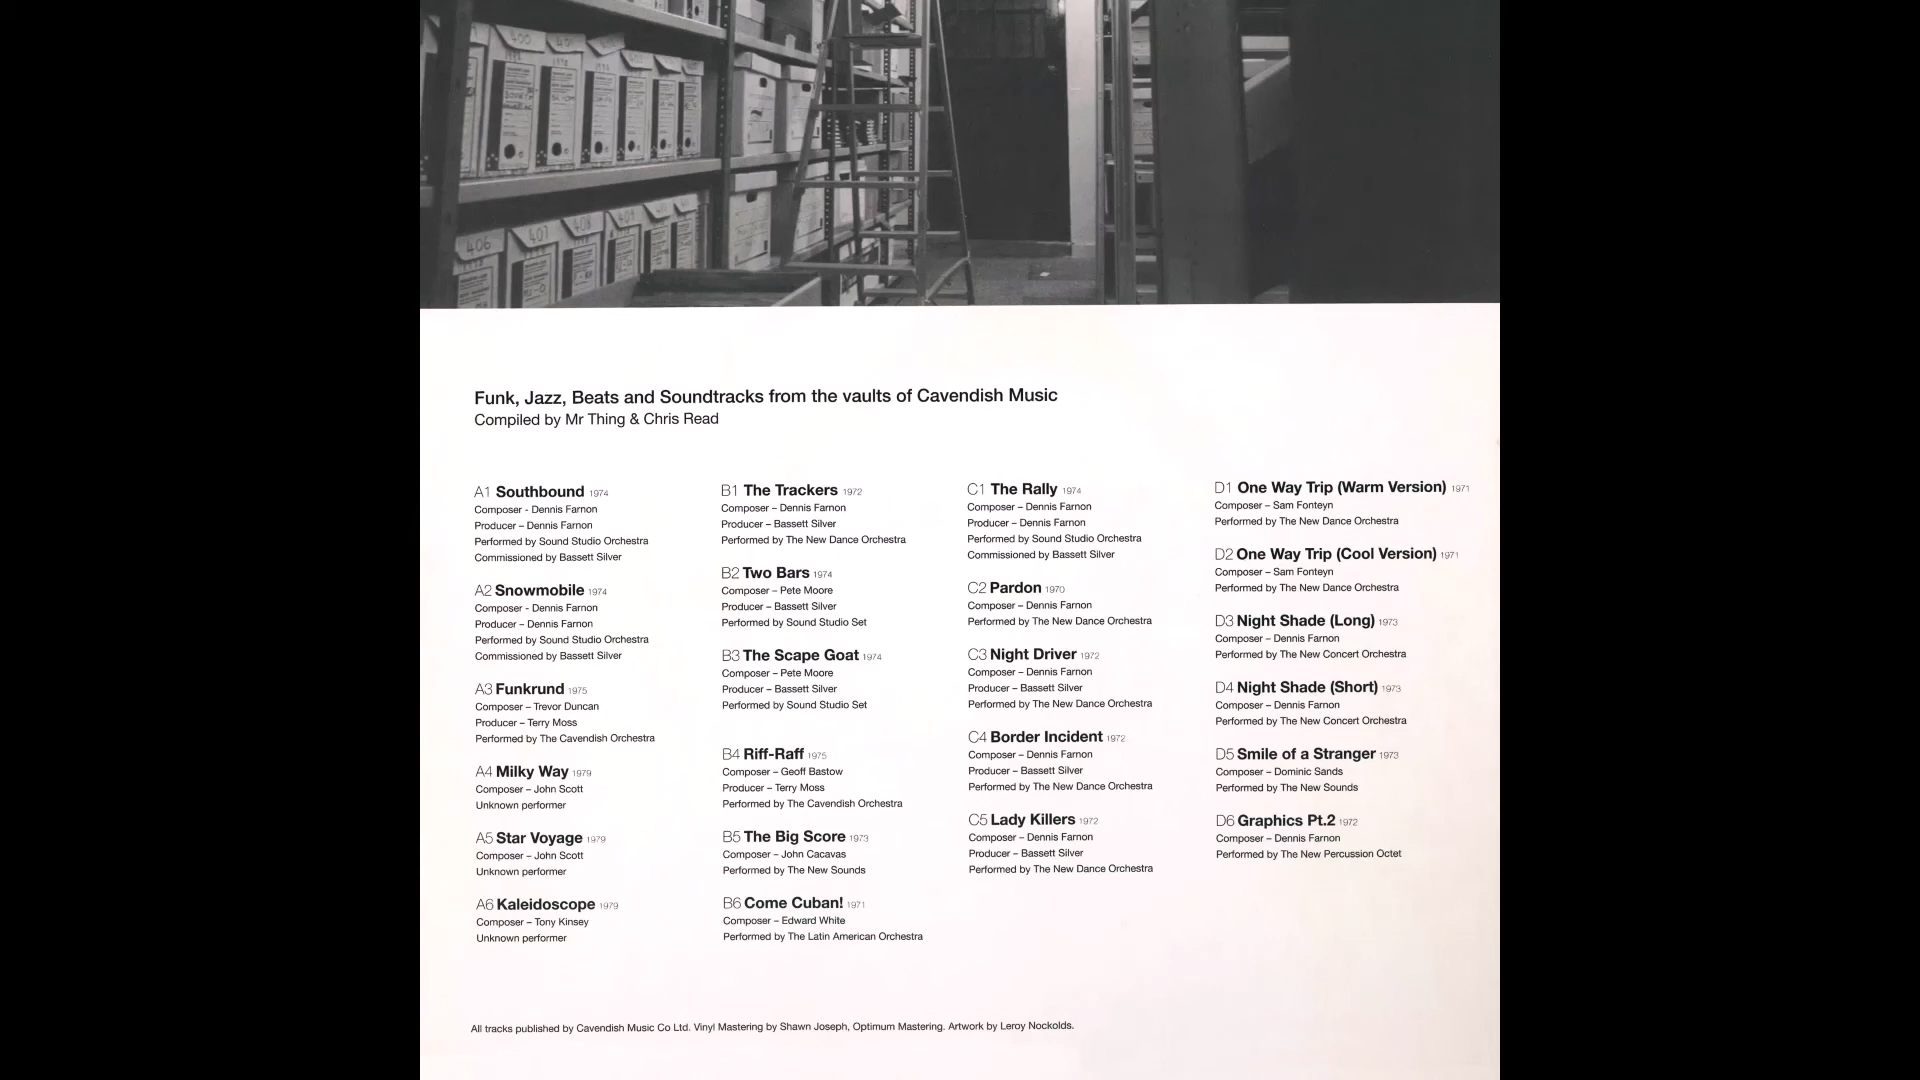 400
406
407
408
409
Funk, Jazz, Beats and Soundtracks from the vaults of Cavendish Music
Compiled by Mr Thing & Chris Read
A1 Southbound 1974
Composer - Dennis Farnon
Producer – Dennis Farnon
Performed by Sound Studio Orchestra
Commissioned by Bassett Silver
A2 Snowmobile 1974
Composer - Dennis Farnon
Producer – Dennis Farnon
Performed by Sound Studio Orchestra
Commissioned by Bassett Silver
A3 Funkrund 1975
Composer – Trevor Duncan
Producer – Terry Moss
Performed by The Cavendish Orchestra
A4 Milky Way 1979
Composer – John Scott
Unknown performer
A5 Star Voyage 1979
Composer – John Scott
Unknown performer
A6 Kaleidoscope 1979
Composer – Tony Kinsey
Unknown performer
B1 The Trackers 1972
Composer – Dennis Farnon
Producer – Bassett Silver
Performed by The New Dance Orchestra
B2 Two Bars 1974
Composer – Pete Moore
Producer – Bassett Silver
Performed by Sound Studio Set
B3 The Scape Goat 1974
Composer – Pete Moore
Producer – Bassett Silver
Performed by Sound Studio Set
B4 Riff-Raff 1975
Composer – Geoff Bastow
Producer – Terry Moss
Performed by The Cavendish Orchestra
B5 The Big Score 1973
Composer – John Cacavas
Performed by The New Sounds
B6 Come Cuban! 1971
Composer – Edward White
Performed by The Latin American Orchestra
C1 The Rally 1974
Composer – Dennis Farnon
Producer – Dennis Farnon
Performed by Sound Studio Orchestra
Commissioned by Bassett Silver
C2 Pardon 1970
Composer – Dennis Farnon
Performed by The New Dance Orchestra
C3 Night Driver 1972
Composer – Dennis Farnon
Producer – Bassett Silver
Performed by The New Dance Orchestra
C4 Border Incident 1972
Composer – Dennis Farnon
Producer – Bassett Silver
Performed by The New Dance Orchestra
C5 Lady Killers 1972
Composer – Dennis Farnon
Producer – Bassett Silver
Performed by The New Dance Orchestra
D1 One Way Trip (Warm Version) 1971
Composer – Sam Fonteyn
Performed by The New Dance Orchestra
D2 One Way Trip (Cool Version) 1971
Composer – Sam Fonteyn
Performed by The New Dance Orchestra
D3 Night Shade (Long) 1973
Composer – Dennis Farnon
Performed by The New Concert Orchestra
D4 Night Shade (Short) 1973
Composer – Dennis Farnon
Performed by The New Concert Orchestra
D5 Smile of a Stranger 1973
Composer – Dominic Sands
Performed by The New Sounds
D6 Graphics Pt.2 1972
Composer – Dennis Farnon
Performed by The New Percussion Octet
All tracks published by Cavendish Music Co Ltd. Vinyl Mastering by Shawn Joseph, Optimum Mastering. Artwork by Leroy Nockolds.